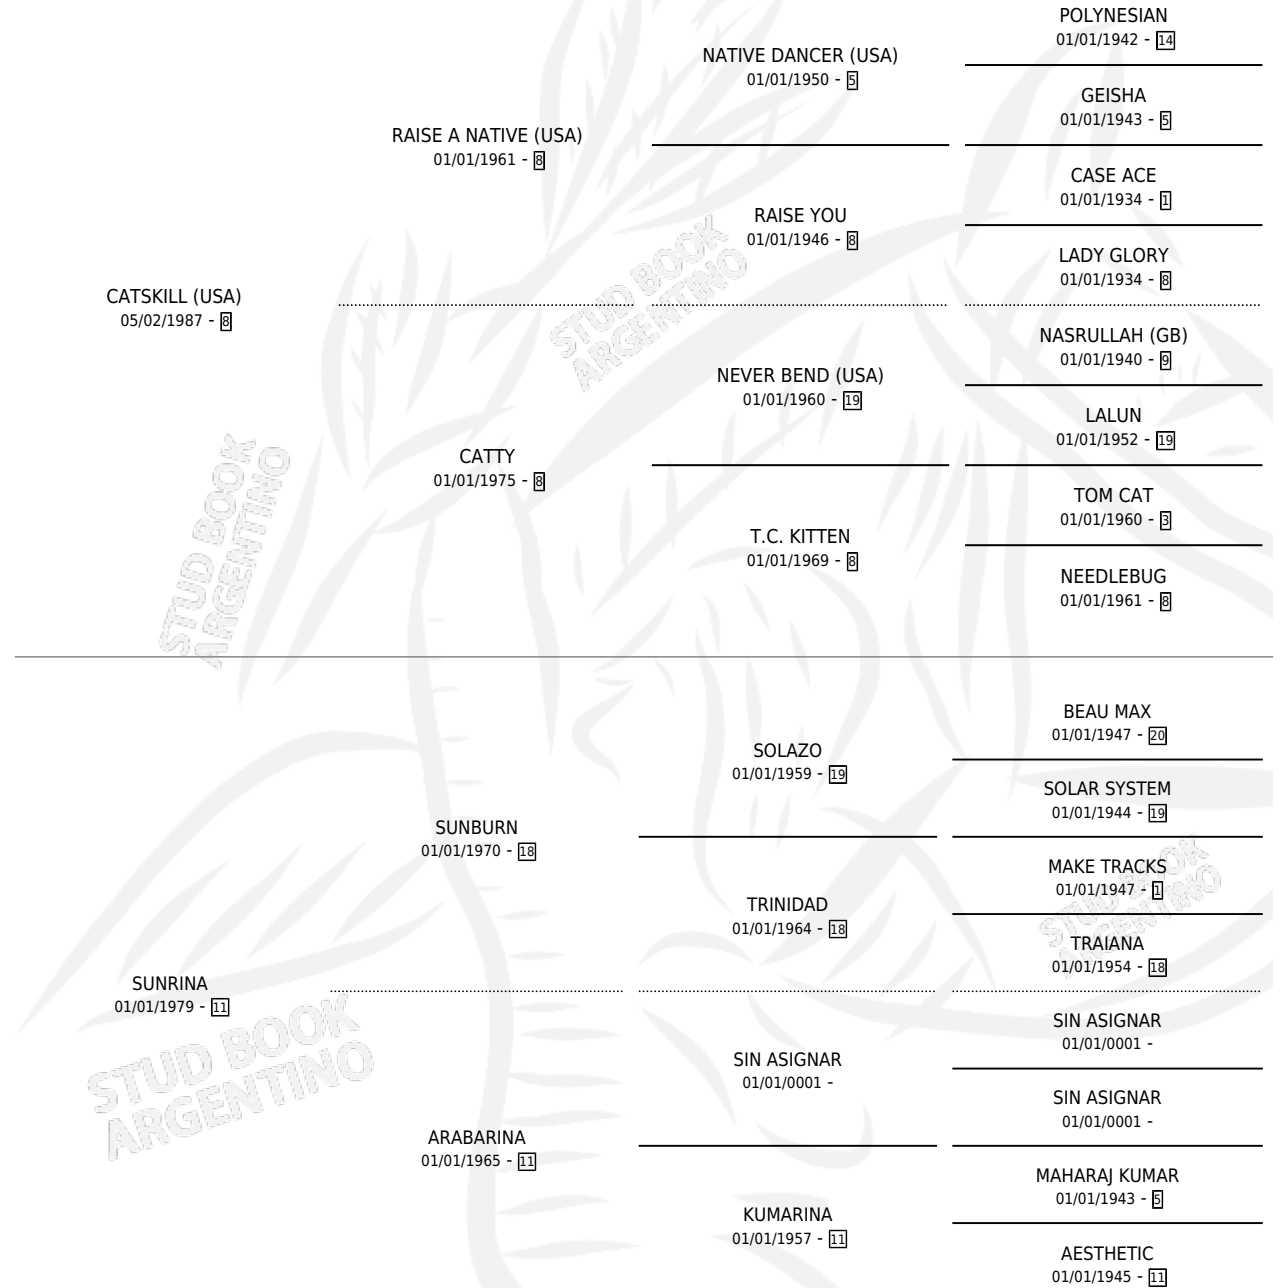 POLYNESIAN
01/01/1942 - 14
NATIVE DANCER (USA)
01/01/1950 - 5
GEISHA
01/01/1943 - 5
RAISE A NATIVE (USA)
01/01/1961 - 8
CASE ACE
01/01/1934 - 1
RAISE YOU
01/01/1946 - 8
LADY GLORY
01/01/1934 - 8
CATSKILL (USA)
05/02/1987 - 8
STUD BOOK
ARGENTINO
NASRULLAH (GB)
01/01/1940 - 9
NEVER BEND (USA)
01/01/1960 - 19
LALUN
01/01/1952 - 19
CATTY
01/01/1975 - 8
TOM CAT
01/01/1960 - 3
T.C. KITTEN
01/01/1969 - 8
NEEDLEBUG
01/01/1961 - 8
STUD BOOK
ARGENTINO
BEAU MAX
01/01/1947 - 20
SOLAZO
01/01/1959 - 19
SOLAR SYSTEM
01/01/1944 - 19
SUNBURN
01/01/1970 - 18
MAKE TRACKS
01/01/1947 - 1
TRINIDAD
01/01/1964 - 18
TRAIANA
01/01/1954 - 18
STUD BOOK
ARGENTINO
SUNRINA
01/01/1979 - 11
SIN ASIGNAR
01/01/0001 -
SIN ASIGNAR
01/01/0001 -
SIN ASIGNAR
01/01/0001 -
STUD BOOK
ARGENTINO
ARABARINA
01/01/1965 - 11
MAHARAJ KUMAR
01/01/1943 - 5
KUMARINA
01/01/1957 - 11
AESTHETIC
01/01/1945 - 11